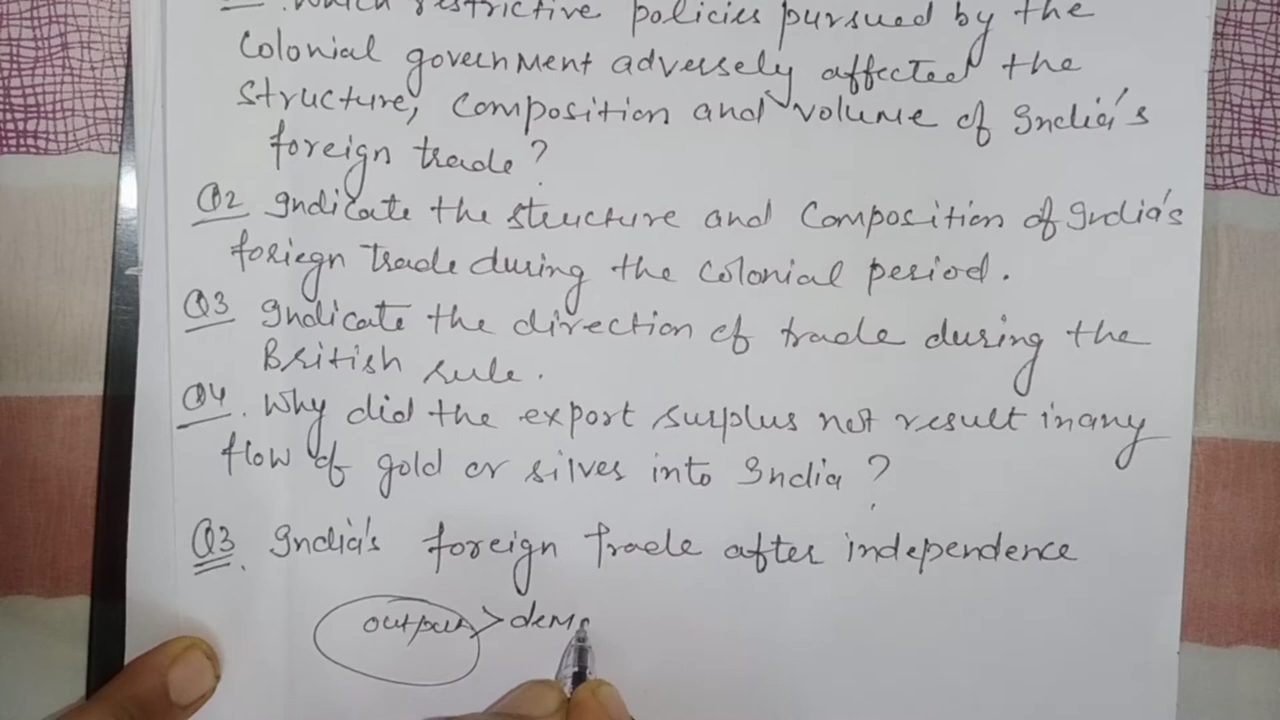 Which restrictive policies pursued by the
Colonial government adversely affected the
structure, composition and volume of India's
foreign trade?
Q2 Indicate the structure and composition of India's
foriegn trade during the colonial period.
Q3 Indicate the direction of trade during the
British rule.
Q4. Why did the export surplus not result in any
flow of gold or silver into India?
Q3. India's foreign trade after independence
output > dem